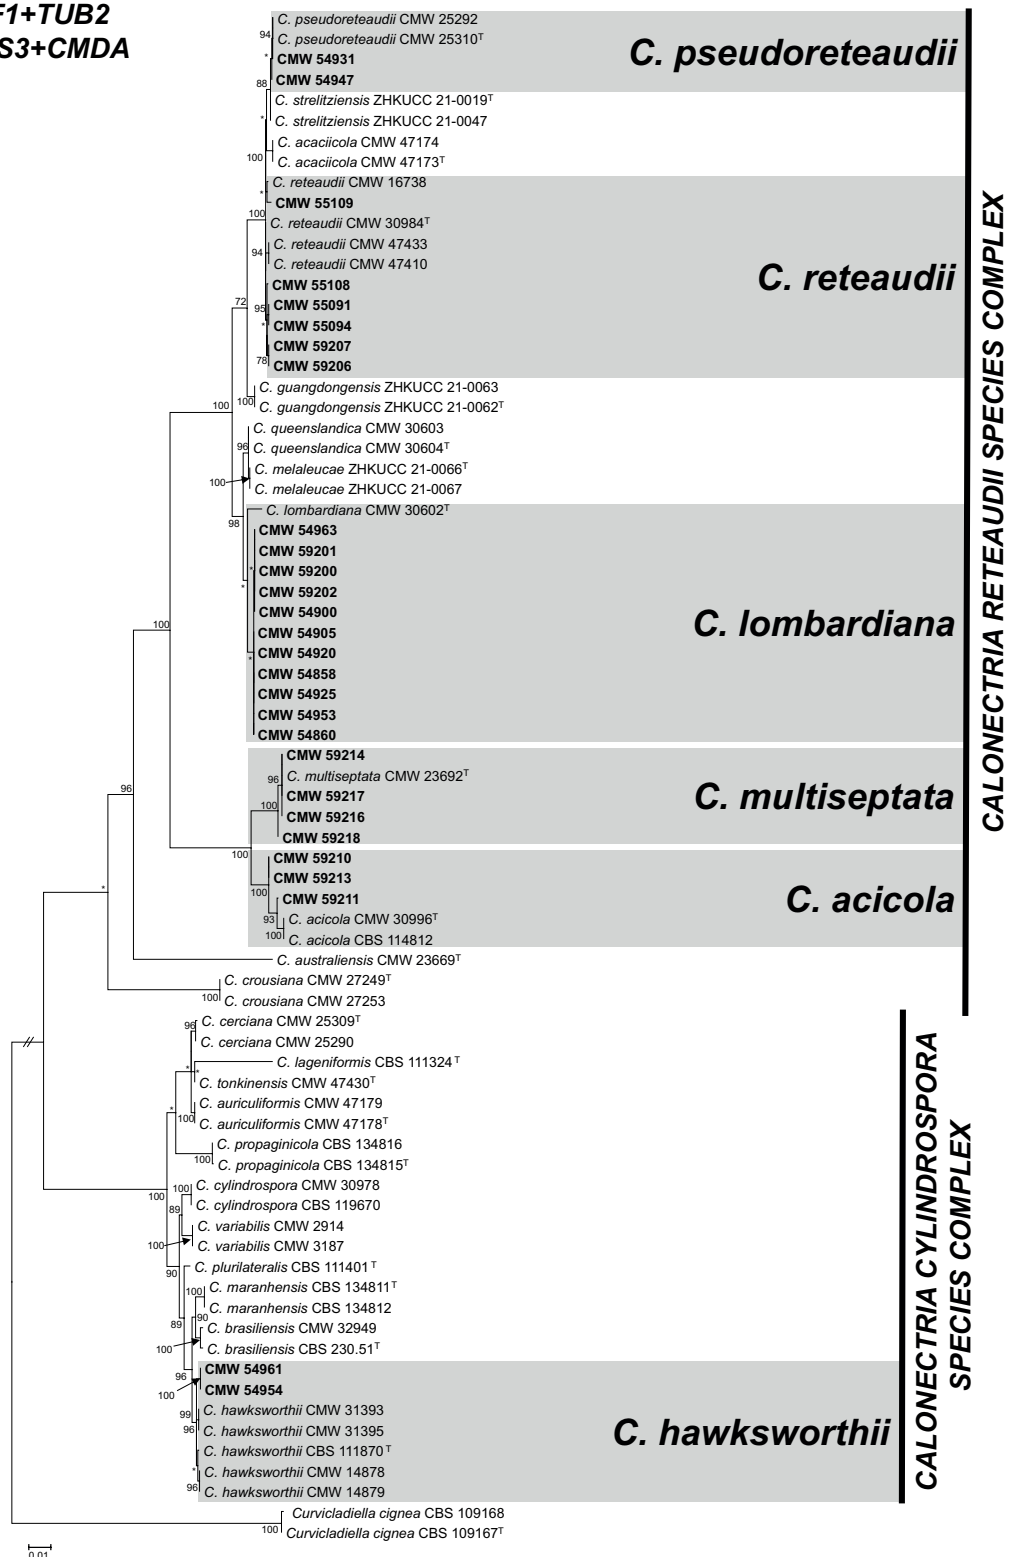 F1+TUB2
S3+CMDA
C. pseudoreteaudii CMW 25292
C. pseudoreteaudii CMW 25310T
CMW 54931
CMW 54947
C. pseudoreteaudii
C. strelitziensis ZHKUCC 21-0019T
C. strelitziensis ZHKUCC 21-0047
C. acaciicola CMW 47174
C. acaciicola CMW 47173T
C. reteaudii CMW 16738
CMW 55109
C. reteaudii CMW 30984T
C. reteaudii CMW 47433
C. reteaudii CMW 47410
CMW 55108
CMW 55091
CMW 55094
CMW 59207
CMW 59206
C. reteaudii
C. guangdongensis ZHKUCC 21-0063
C. guangdongensis ZHKUCC 21-0062T
C. queenslandica CMW 30603
C. queenslandica CMW 30604T
C. melaleucae ZHKUCC 21-0066T
C. melaleucae ZHKUCC 21-0067
C. lombardiana CMW 30602T
CMW 54963
CMW 59201
CMW 59200
CMW 59202
CMW 54900
CMW 54905
CMW 54920
CMW 54858
CMW 54925
CMW 54953
CMW 54860
C. lombardiana
CMW 59214
C. multiseptata CMW 23692T
CMW 59217
CMW 59216
CMW 59218
C. multiseptata
CMW 59210
CMW 59213
CMW 59211
C. acicola CMW 30996T
C. acicola CBS 114812
C. acicola
C. australiensis CMW 23669T
C. crousiana CMW 27249T
C. crousiana CMW 27253
CALONECTRIA RETEAUDII SPECIES COMPLEX
C. cerciana CMW 25309T
C. cerciana CMW 25290
C. lageniformis CBS 111324T
C. tonkinensis CMW 47430T
C. auriculiformis CMW 47179
C. auriculiformis CMW 47178T
C. propaginicola CBS 134816
C. propaginicola CBS 134815T
C. cylindrospora CMW 30978
C. cylindrospora CBS 119670
C. variabilis CMW 2914
C. variabilis CMW 3187
C. plurilateralis CBS 111401T
C. maranhensis CBS 134811T
C. maranhensis CBS 134812
C. brasiliensis CMW 32949
C. brasiliensis CBS 230.51T
CMW 54961
CMW 54954
C. hawksworthii CMW 31393
C. hawksworthii CMW 31395
C. hawksworthii CBS 111870T
C. hawksworthii CMW 14878
C. hawksworthii CMW 14879
C. hawksworthii
CALONECTRIA CYLINDROSPORA
SPECIES COMPLEX
Curvicladiella cignea CBS 109168
Curvicladiella cignea CBS 109167T
94
*
88
*
100
*
100
94
95
*
78
72
100
100
96
100
98
*
*
*
100
96
100
100
100
93
100
96
*
100
96
*
*
100
*
100
100
100
89
100
90
100
90
89
100
96
100
99
96
*
96
100
//
0.01